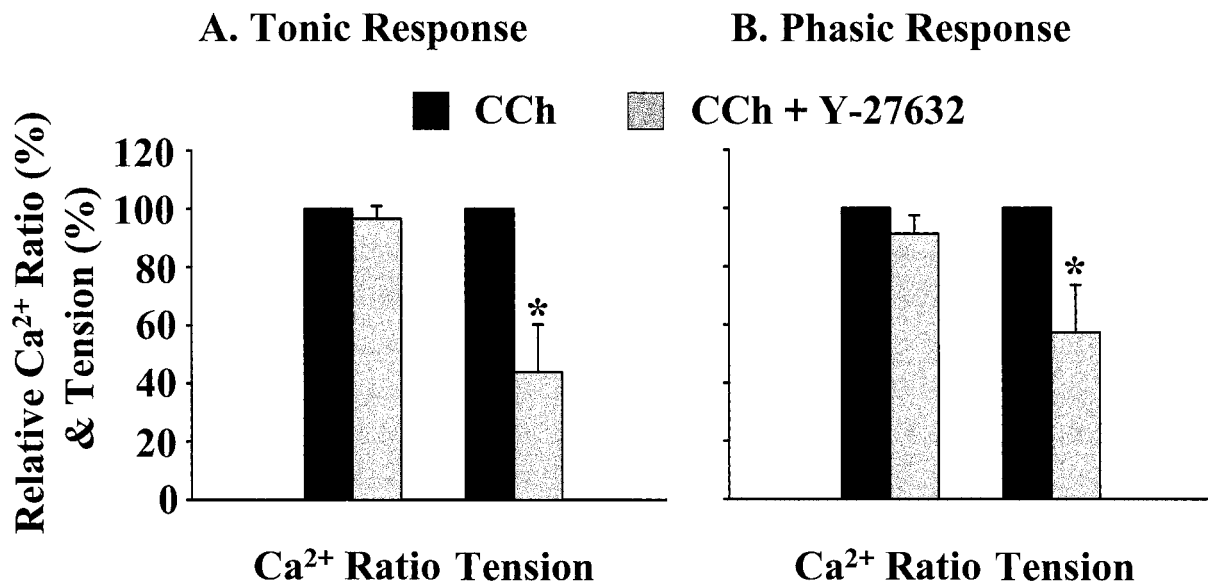 A. Tonic Response
B. Phasic Response
CCh
CCh + Y-27632
Relative Ca²⁺ Ratio (%)
& Tension (%)
120
100
80
60
40
20
0
*
*
Ca²⁺ Ratio Tension
Ca²⁺ Ratio Tension